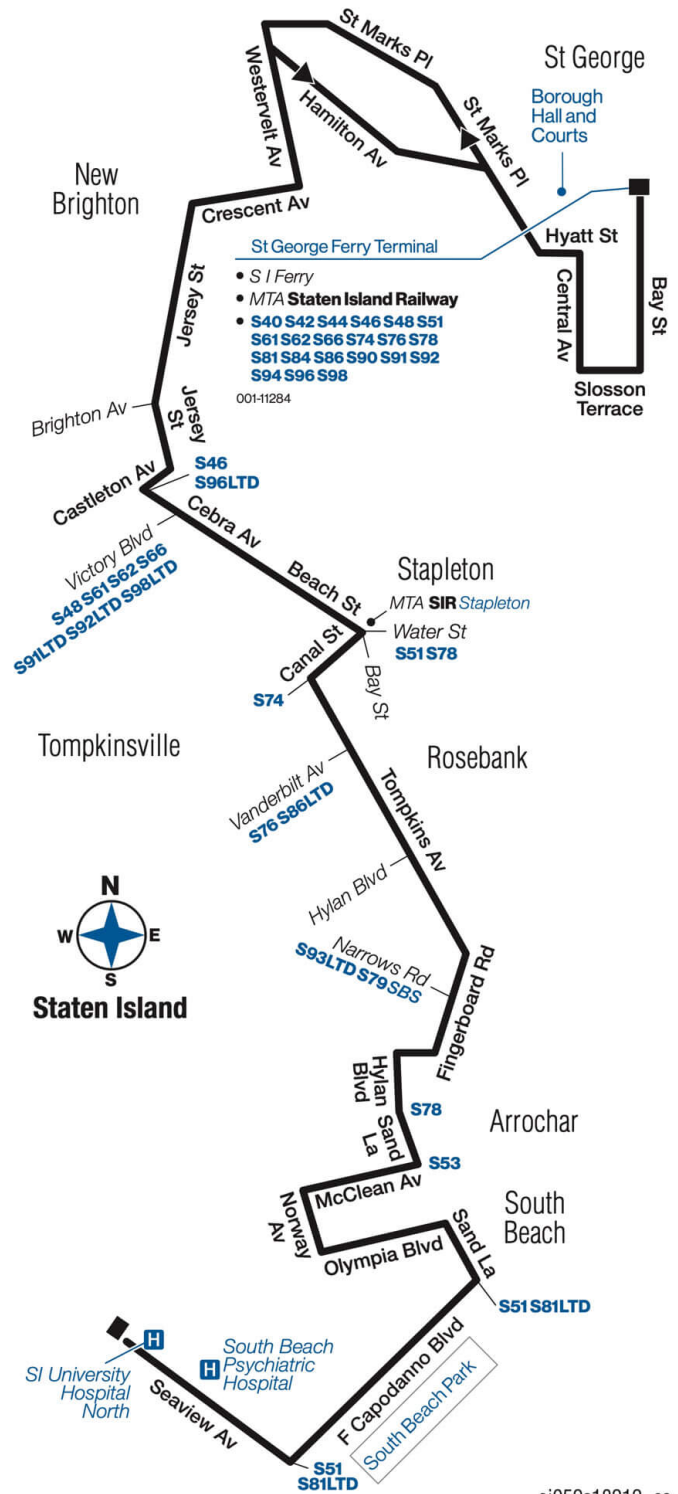 St Marks Pl
St George
Westervelt Av
Hamilton Av
St Marks Pl
Borough
Hall and
Courts
New
Brighton
Crescent Av
Hyatt St
St George Ferry Terminal
• S I Ferry
• MTA Staten Island Railway
• S40 S42 S44 S46 S48 S51
S61 S62 S66 S74 S76 S78
S81 S84 S86 S90 S91 S92
S94 S96 S98
001-11284
Central Av
Bay St
Slosson
Terrace
Jersey St
Brighton Av
Jersey
St
Castleton Av
S46
S96LTD
Cebra Av
Victory Blvd
S48 S61 S62 S66
S91LTD S92LTD S98LTD
Beach St
Stapleton
MTA SIR Stapleton
Water St
S51 S78
Canal St
Bay St
S74
Tompkinsville
Rosebank
Vanderbilt Av
S76 S86LTD
Tompkins Av
Hylan Blvd
N
W E
S
Staten Island
Narrows Rd
S93LTD S79SBS
Fingerboard Rd
Hylan
Blvd
S78
Arrochar
Sand
La
S53
McClean Av
Norway
Av
South
Beach
Sand La
Olympia Blvd
S51 S81LTD
H
SI University
Hospital
North
H
South Beach
Psychiatric
Hospital
Seaview Av
F Capodanno Blvd
South Beach Park
S51
S81LTD